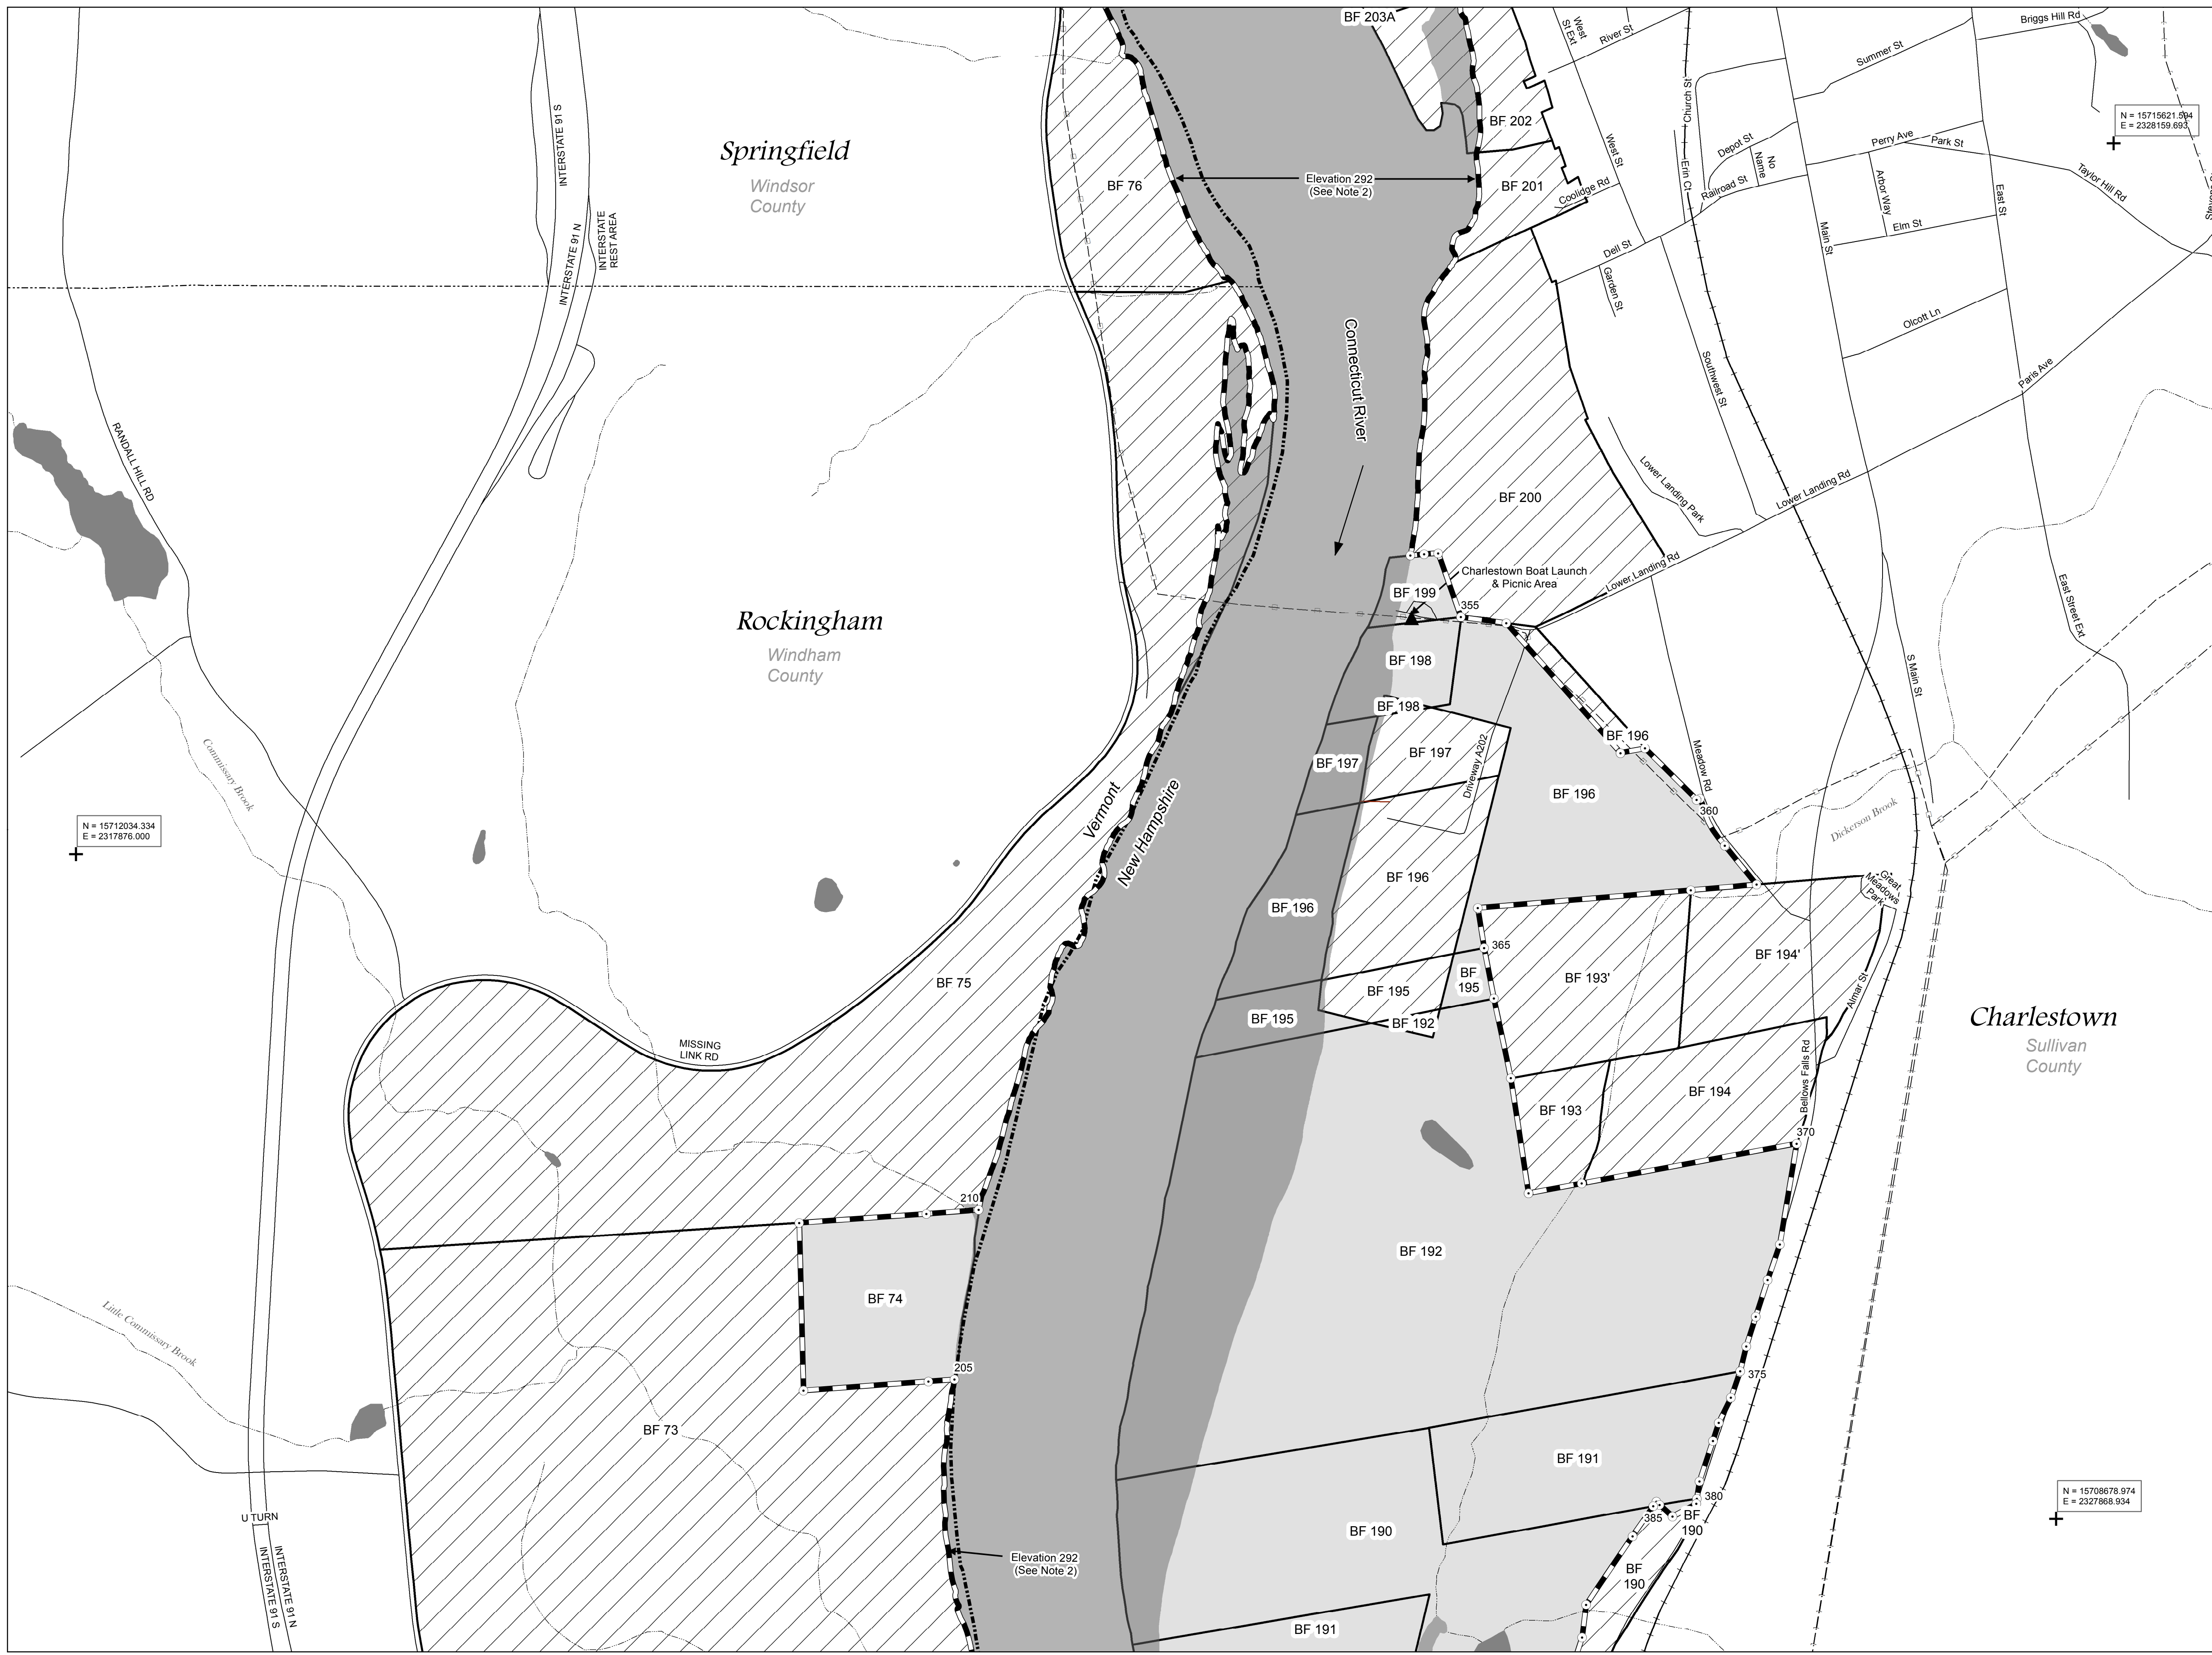 BF 203A
West
St Ext
River St
Briggs Hill Rd
Summer St
INTERSTATE 91 S
Church St
N = 15715621.594
E = 2328159.693
Springfield
Windsor
County
BF 76
BF 202
West St
Depot St
No
Name
Perry Ave
Park St
Elevation 292
(See Note 2)
BF 201
Coolidge Rd
Erin Ct
Railroad St
Arbor Way
East St
Taylor Hill Rd
INTERSTATE 91 N
INTERSTATE
REST AREA
Dell St
Main St
Elm St
Garden St
Olcott Ln
Connecticut River
Southwest St
Paris Ave
RANDALL HILL RD
BF 200
Lower Landing Park
Lower Landing Rd
Charlestown Boat Launch
& Picnic Area
Lower Landing Rd
BF 199
355
East Street Ext
Rockingham
Windham
County
BF 198
S Main St
BF 198
BF 196
Commissary Brook
BF 197
BF 197
Driveway A202
Meadow Rd
BF 196
360
Vermont
New Hampshire
N = 15712034.334
E = 2317876.000
Dickerson Brook
BF 196
Great
Meadows
Park
BF 196
365
BF 194'
BF 75
BF
195
BF 193'
BF 195
Almar St
BF 195
BF 192
Charlestown
Sullivan
County
MISSING
LINK RD
Bellows Falls Rd
BF 193
BF 194
370
210
BF 192
BF 74
Little Commissary Brook
205
375
BF 73
BF 191
380
385
BF
190
N = 15708678.974
E = 2327868.934
U TURN
BF 190
INTERSTATE 91 S
INTERSTATE 91 N
Elevation 292
(See Note 2)
BF
190
BF 191